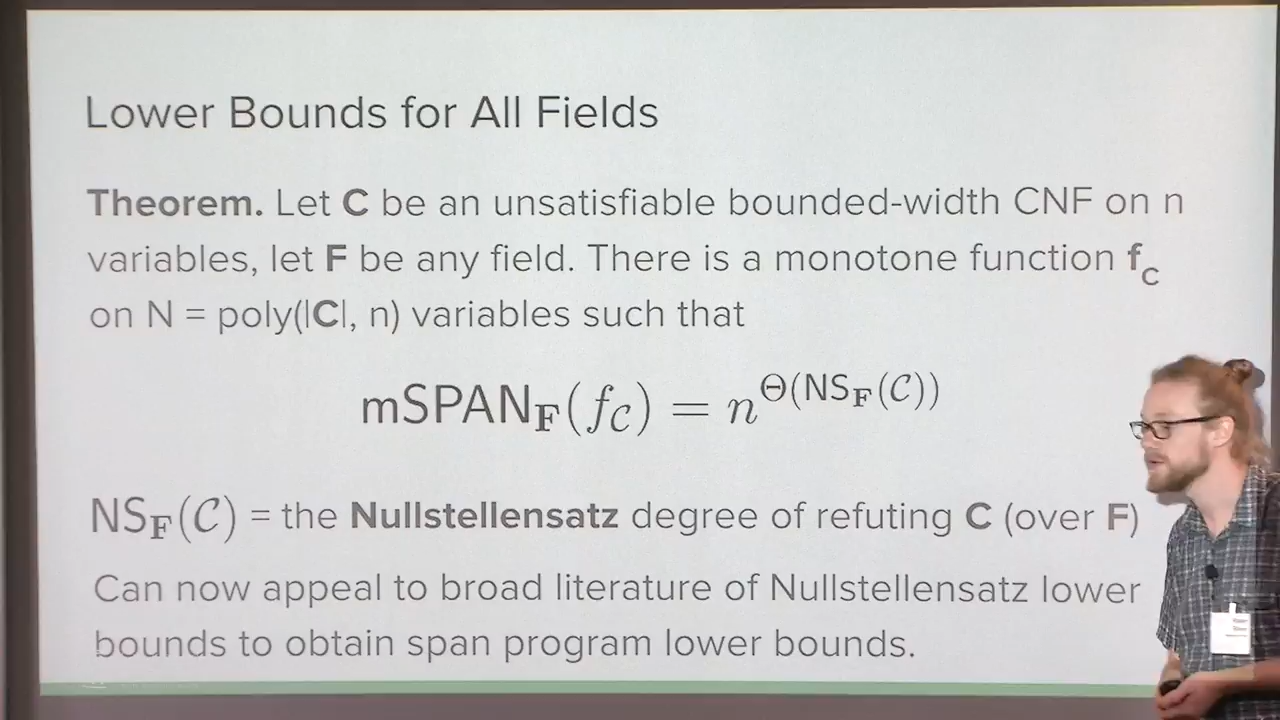 Lower Bounds for All Fields
Theorem. Let C be an unsatisfiable bounded-width CNF on n
variables, let F be any field. There is a monotone function f_C
on N = poly(|C|, n) variables such that
mSPAN_F(f_C) = n^Θ(NS_F(C))
NS_F(C) = the Nullstellensatz degree of refuting C (over F)
Can now appeal to broad literature of Nullstellensatz lower
bounds to obtain span program lower bounds.